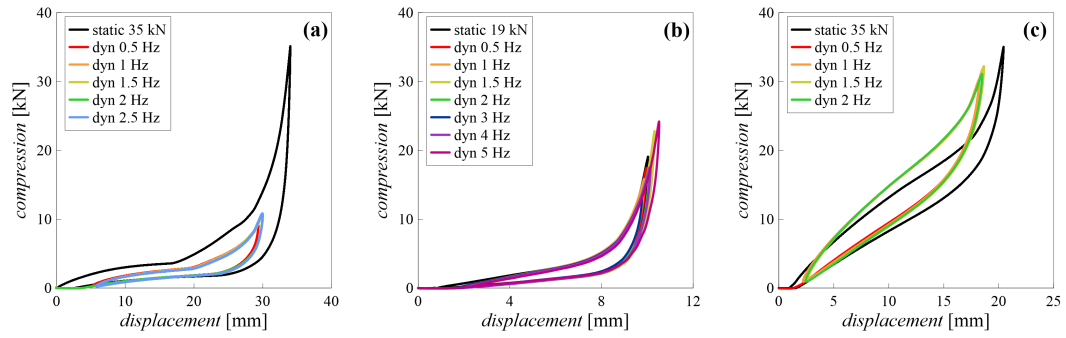 (a)
static 35 kN
dyn 0.5 Hz
dyn 1 Hz
dyn 1.5 Hz
dyn 2 Hz
dyn 2.5 Hz
compression [kN]
40
30
20
10
0
0 10 20 30 40
displacement [mm]
(b)
static 19 kN
dyn 0.5 Hz
dyn 1 Hz
dyn 1.5 Hz
dyn 2 Hz
dyn 3 Hz
dyn 4 Hz
dyn 5 Hz
compression [kN]
40
30
20
10
0
0 4 8 12
displacement [mm]
(c)
static 35 kN
dyn 0.5 Hz
dyn 1 Hz
dyn 1.5 Hz
dyn 2 Hz
compression [kN]
40
30
20
10
0
0 5 10 15 20 25
displacement [mm]